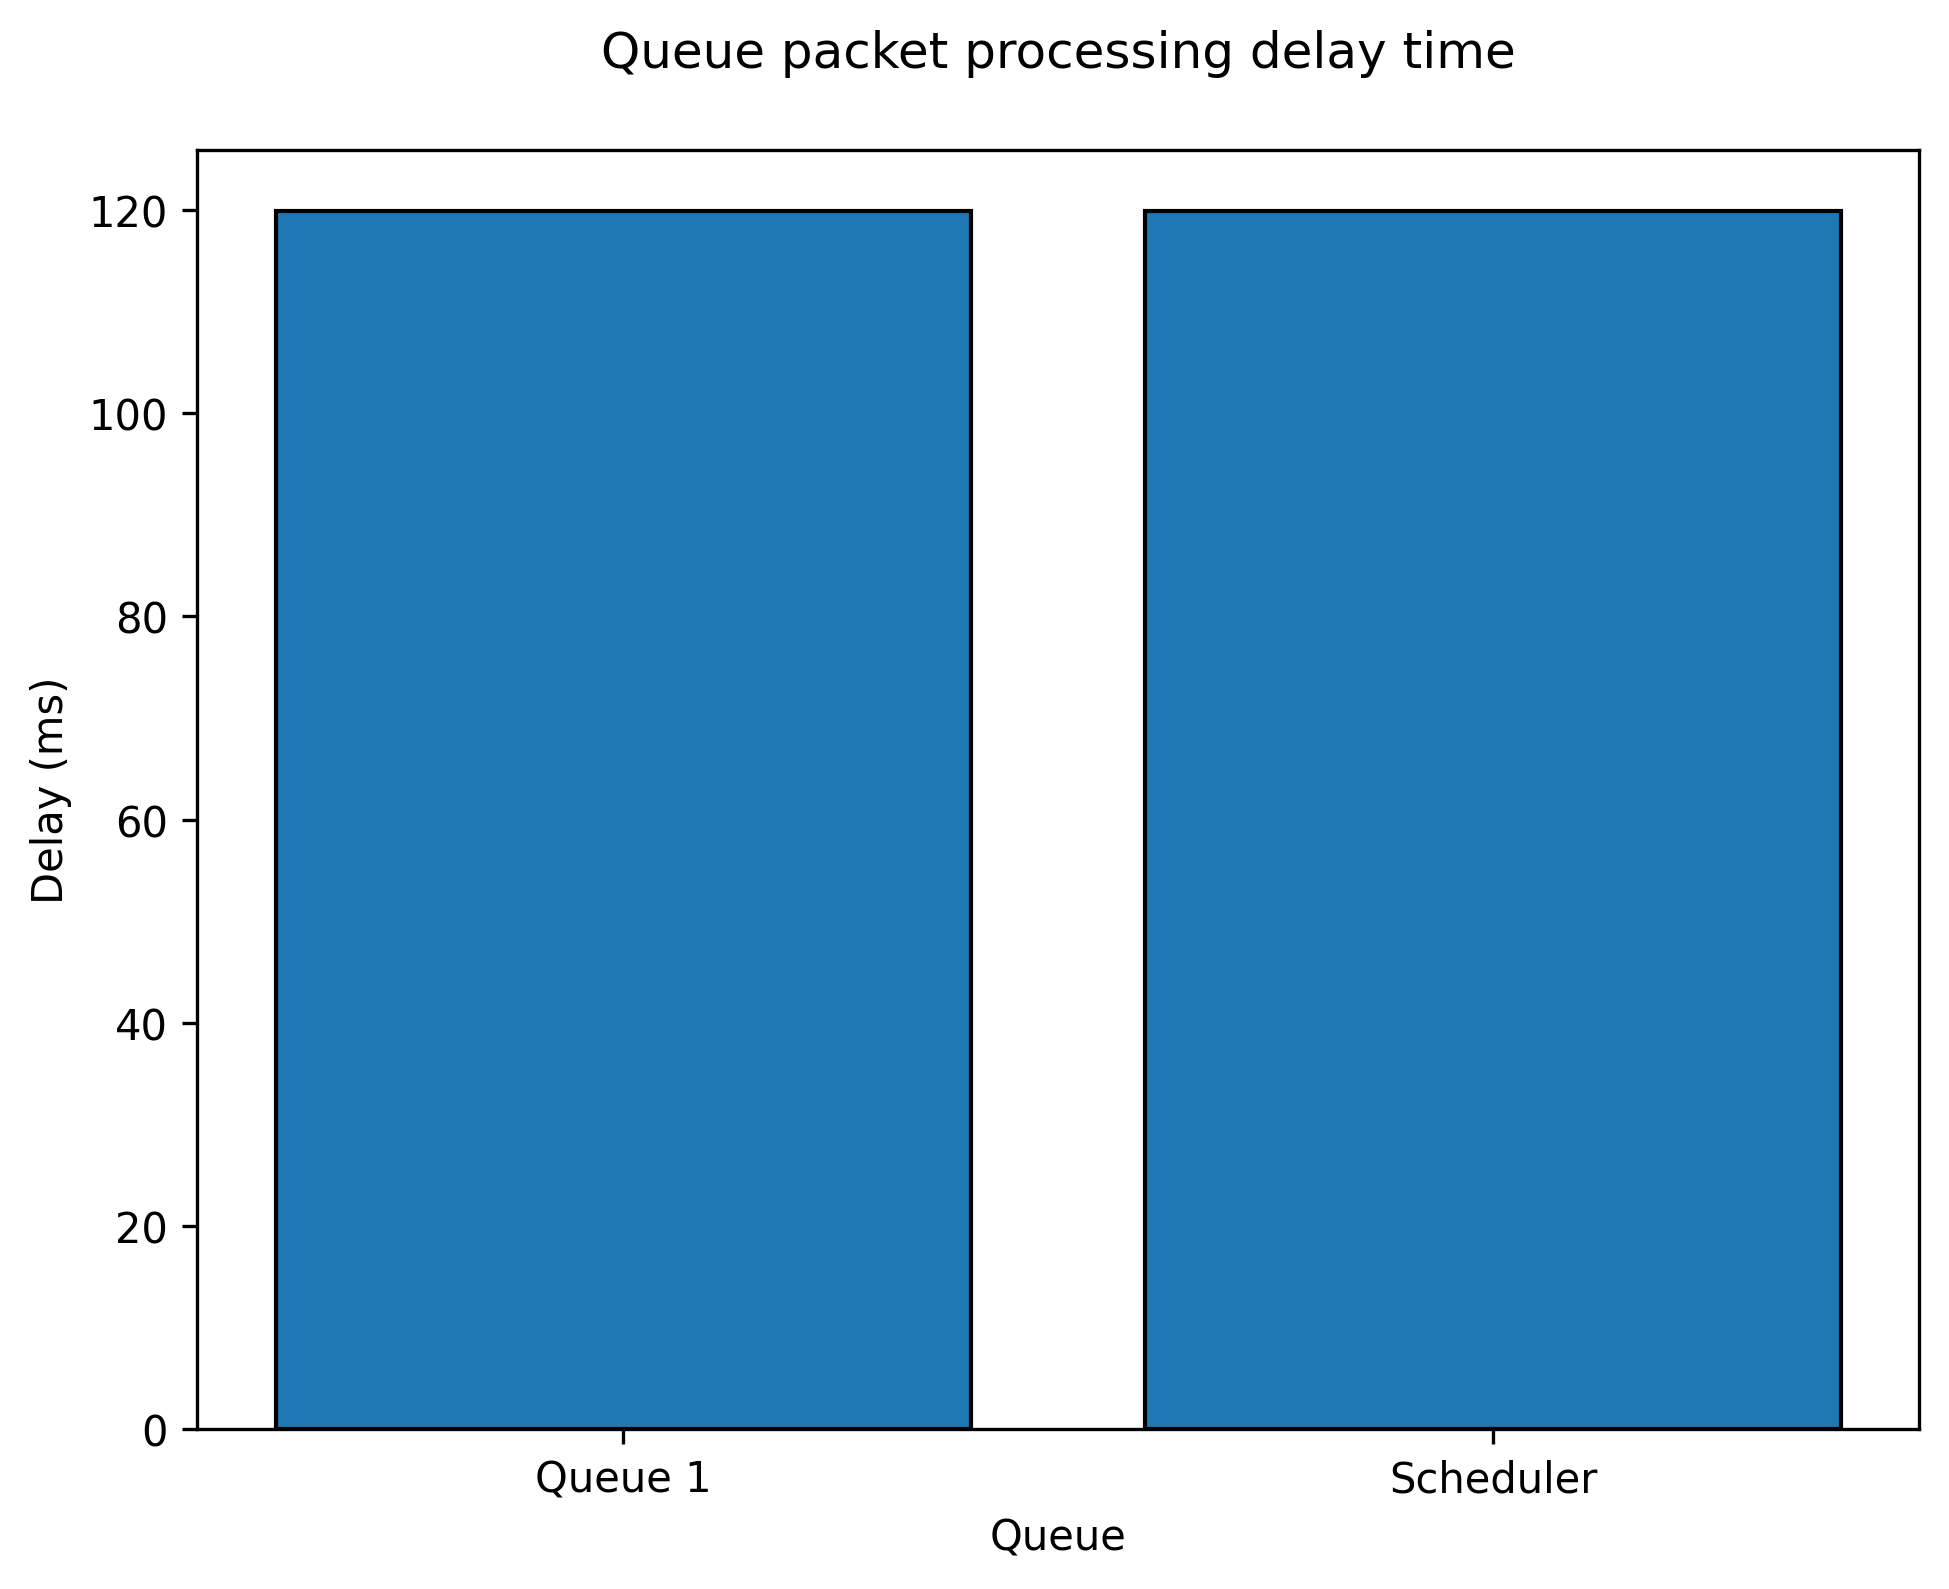 Queue packet processing delay time
120
100
80
60
40
20
0
Delay (ms)
Queue 1
Scheduler
Queue